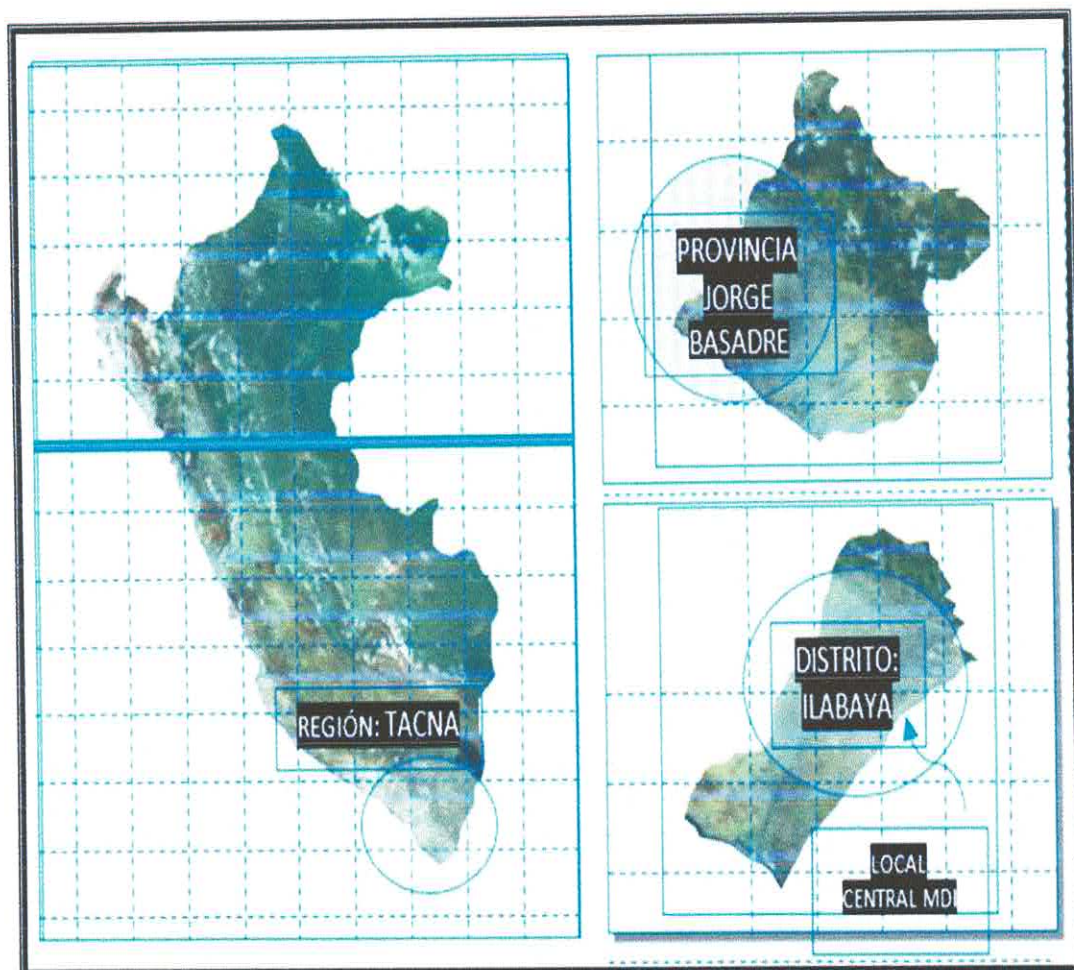 REGIÓN: TACNA
PROVINCIA
JORGE
BASADRE
DISTRITO:
ILABAYA
LOCAL
CENTRAL MDI